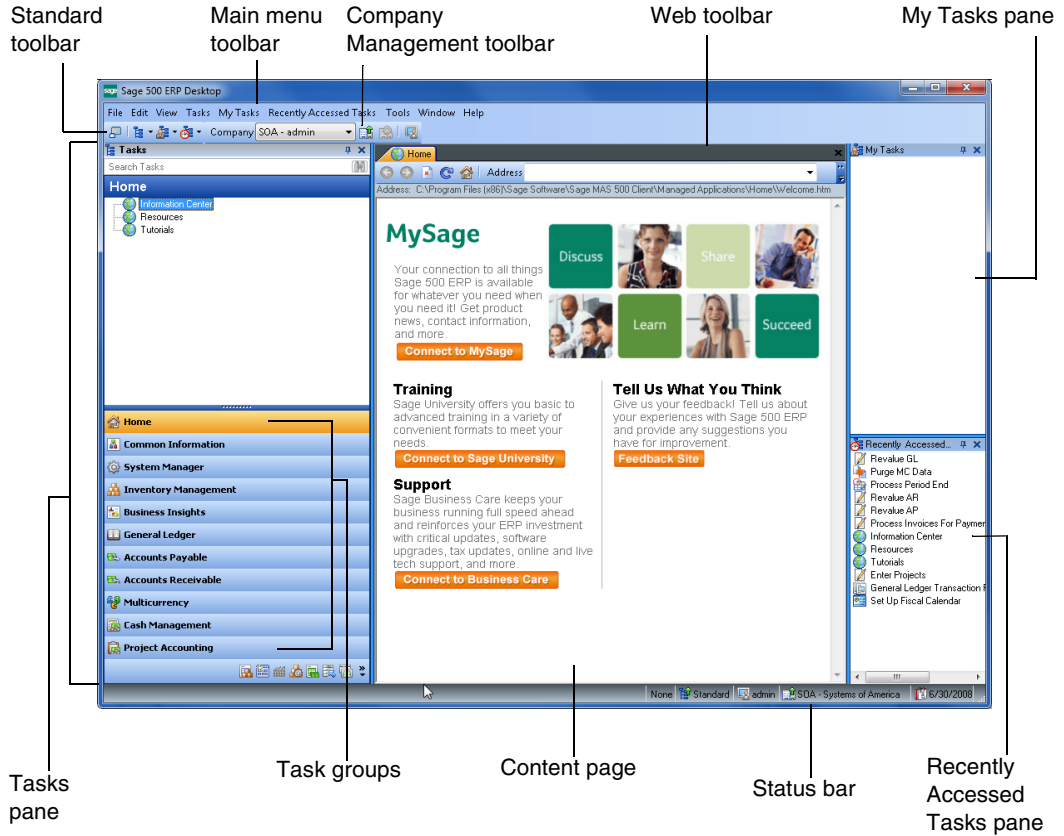 Standard
toolbar
Main menu
toolbar
Company
Management toolbar
Web toolbar
My Tasks pane
sage Sage 500 ERP Desktop
File Edit View Tasks My Tasks Recently Accessed Tasks Tools Window Help
Company SOA - admin
Tasks
Search Tasks
Home
Information Center
Resources
Tutorials
Home
Common Information
System Manager
Inventory Management
Business Insights
General Ledger
Accounts Payable
Accounts Receivable
Multicurrency
Cash Management
Project Accounting
Home
Address
Address: C:\Program Files (x86)\Sage Software\Sage MAS 500 Client\Managed Applications\Home\Welcome.htm
MySage
Your connection to all things
Sage 500 ERP is available
for whatever you need when
you need it! Get product
news, contact information,
and more.
Connect to MySage
Discuss
Share
Learn
Succeed
Training
Sage University offers you basic to
advanced training in a variety of
convenient formats to meet your
needs.
Connect to Sage University
Support
Sage Business Care keeps your
business running full speed ahead
and reinforces your ERP investment
with critical updates, software
upgrades, tax updates, online and live
tech support, and more.
Connect to Business Care
Tell Us What You Think
Give us your feedback! Tell us about
your experiences with Sage 500 ERP
and provide any suggestions you
have for improvement.
Feedback Site
My Tasks
Recently Accessed...
Revalue GL
Purge MC Data
Process Period End
Revalue AR
Revalue AP
Process Invoices For Paymen
Information Center
Resources
Tutorials
Enter Projects
General Ledger Transaction R
Set Up Fiscal Calendar
None Standard admin SOA - Systems of America 6/30/2008
Tasks
pane
Task groups
Content page
Status bar
Recently
Accessed
Tasks pane